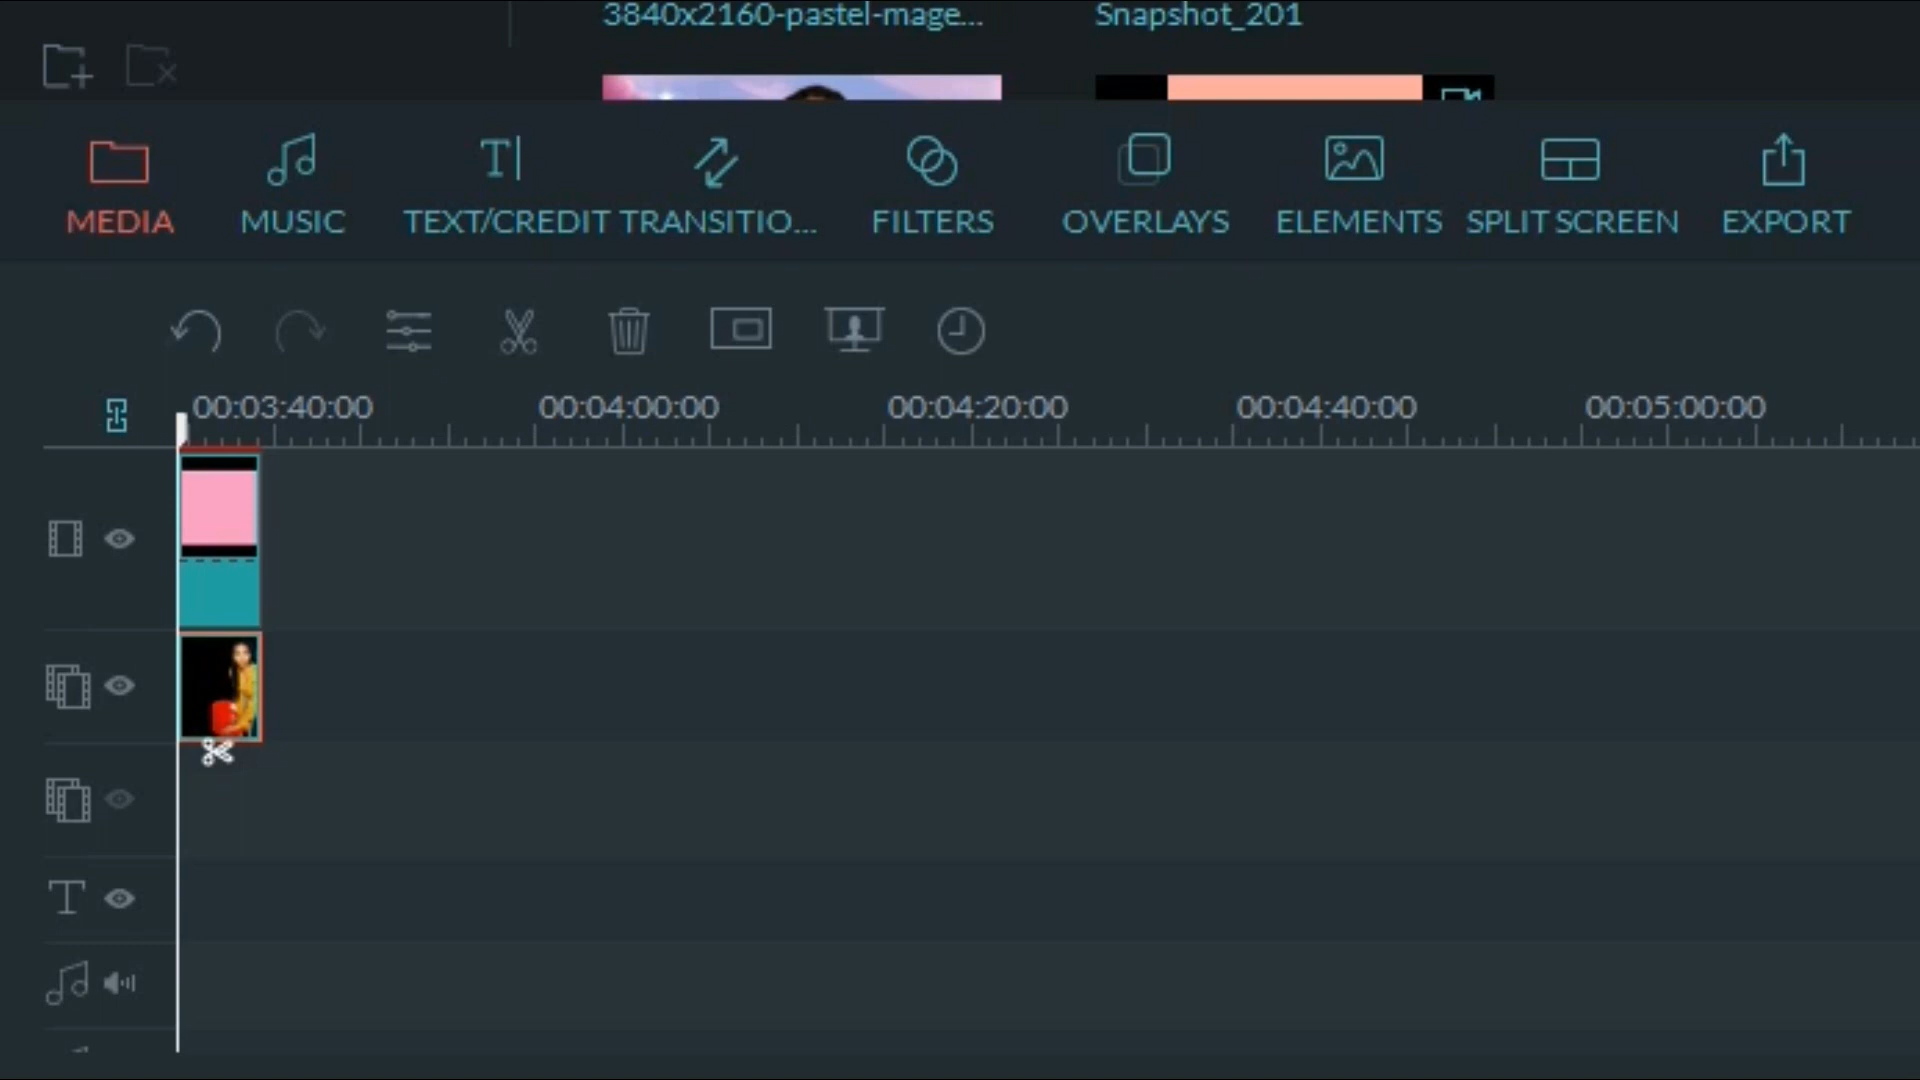 3840x2160-pastel-mage...
Snapshot_201
MEDIA
MUSIC
TEXT/CREDIT
TRANSITIO...
FILTERS
OVERLAYS
ELEMENTS
SPLIT SCREEN
EXPORT
00:03:40:00
00:04:00:00
00:04:20:00
00:04:40:00
00:05:00:00